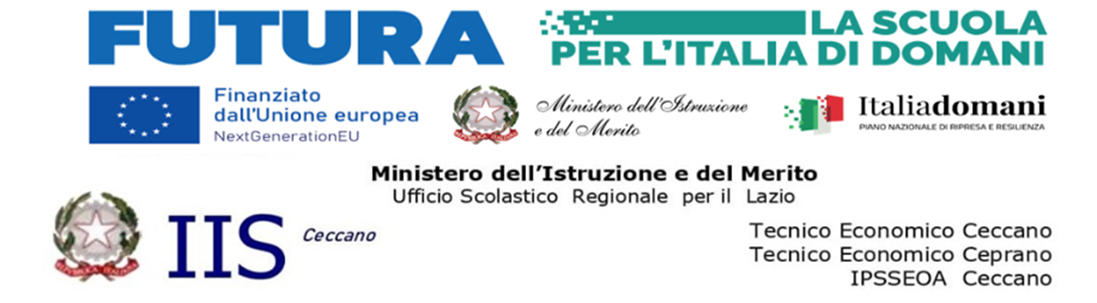 FUTURA
LA SCUOLA
PER L'ITALIA DI DOMANI
Finanziato
dall'Unione europea
NextGenerationEU
Ministero dell'Istruzione
e del Merito
Italiadomani
PIANO NAZIONALE DI RIPRESA E RESILIENZA
Ministero dell’Istruzione e del Merito
Ufficio Scolastico Regionale per il Lazio
REPVBBLICA ITALIANA
IIS Ceccano
Tecnico Economico Ceccano
Tecnico Economico Ceprano
IPSSEOA Ceccano